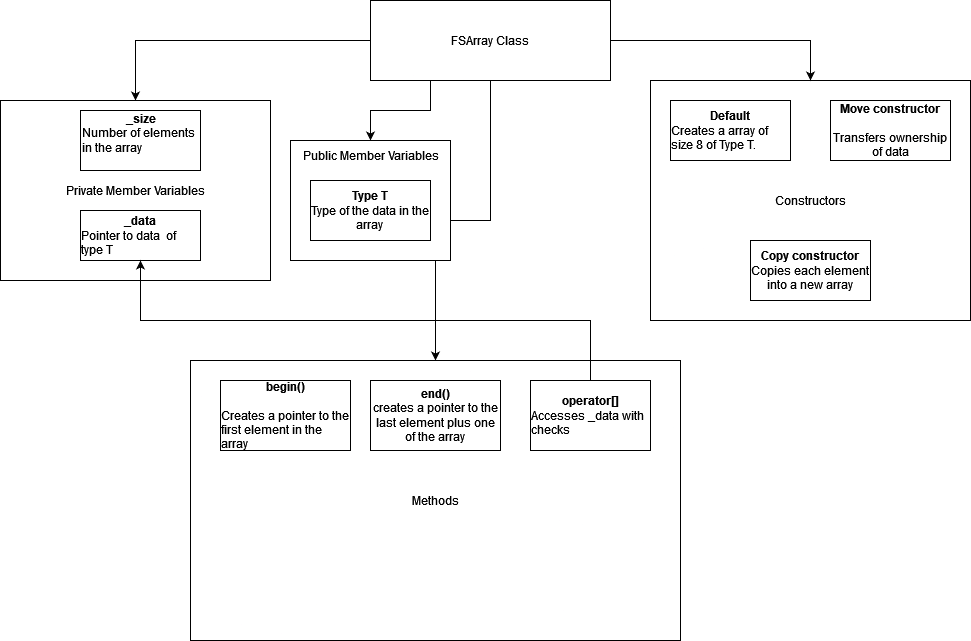 FSArray Class
_size
Number of elements
in the array
Private Member Variables
_data
Pointer to data of
type T
Public Member Variables
Type T
Type of the data in the
array
Default
Creates a array of
size 8 of Type T.
Move constructor
Transfers ownership
of data
Constructors
Copy constructor
Copies each element
into a new array
begin()
Creates a pointer to the
first element in the
array
end()
creates a pointer to the
last element plus one
of the array
operator[]
Accesses _data with
checks
Methods